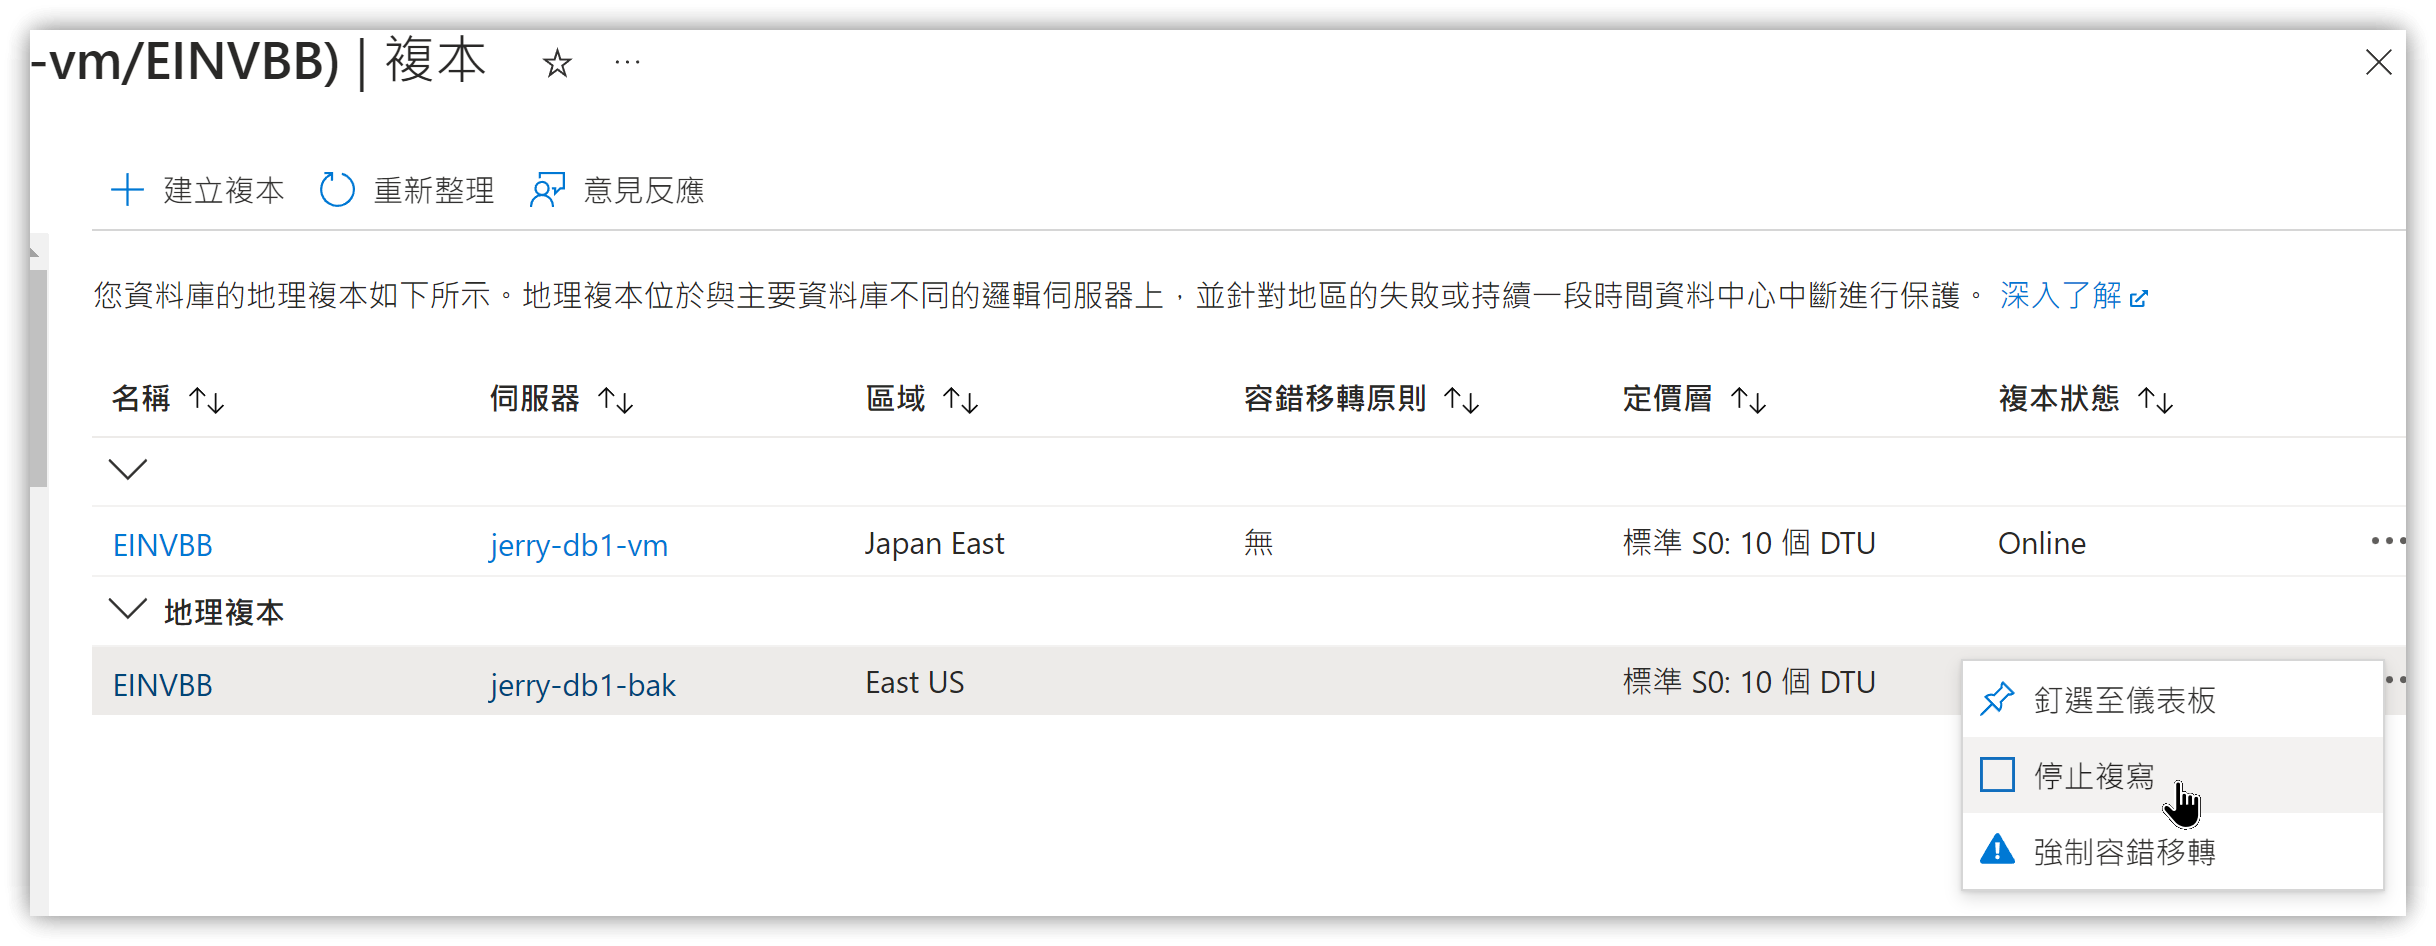 -vm/EINVBB) | 複本
建立複本 重新整理 意見反應
您資料庫的地理複本如下所示。地理複本位於與主要資料庫不同的邏輯伺服器上，並針對地區的失敗或持續一段時間資料中心中斷進行保護。 深入了解
名稱 伺服器 區域 容錯移轉原則 定價層 複本狀態
EINVBB jerry-db1-vm Japan East 無 標準 S0: 10 個 DTU Online
地理複本
EINVBB jerry-db1-bak East US 標準 S0: 10 個 DTU
釘選至儀表板
停止複寫
強制容錯移轉